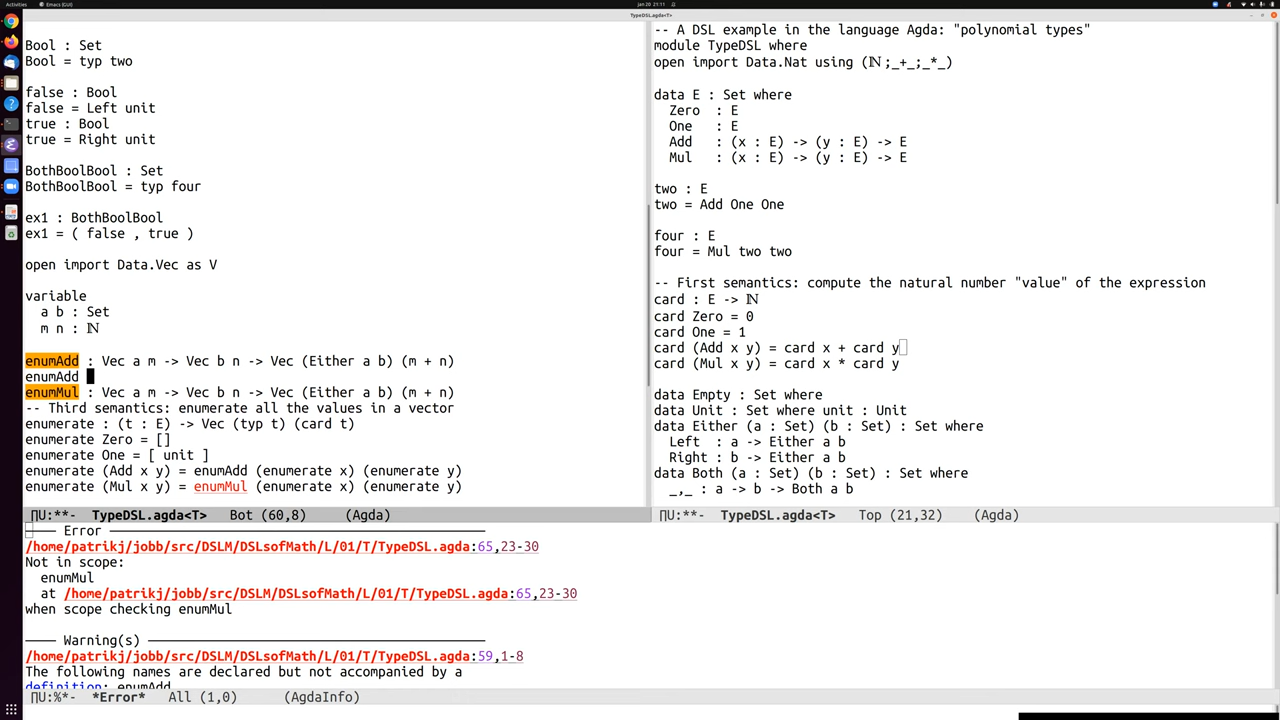 Activities
Emacs (GUI)
Jan 20 21:11
TypeDSL.agda<T>
Bool : Set
Bool = typ two
false : Bool
false = Left unit
true : Bool
true = Right unit
BothBoolBool : Set
BothBoolBool = typ four
ex1 : BothBoolBool
ex1 = ( false , true )
open import Data.Vec as V
variable
a b : Set
m n : ℕ
enumAdd : Vec a m -> Vec b n -> Vec (Either a b) (m + n)
enumAdd
enumMul : Vec a m -> Vec b n -> Vec (Either a b) (m + n)
-- Third semantics: enumerate all the values in a vector
enumerate : (t : E) -> Vec (typ t) (card t)
enumerate Zero = []
enumerate One = [ unit ]
enumerate (Add x y) = enumAdd (enumerate x) (enumerate y)
enumerate (Mul x y) = enumMul (enumerate x) (enumerate y)
∏U:**- TypeDSL.agda<T> Bot (60,8) (Agda)
-- A DSL example in the language Agda: "polynomial types"
module TypeDSL where
open import Data.Nat using (ℕ;_+_;_*_)
data E : Set where
Zero : E
One : E
Add : (x : E) -> (y : E) -> E
Mul : (x : E) -> (y : E) -> E
two : E
two = Add One One
four : E
four = Mul two two
-- First semantics: compute the natural number "value" of the expression
card : E -> ℕ
card Zero = 0
card One = 1
card (Add x y) = card x + card y
card (Mul x y) = card x * card y
data Empty : Set where
data Unit : Set where unit : Unit
data Either (a : Set) (b : Set) : Set where
Left : a -> Either a b
Right : b -> Either a b
data Both (a : Set) (b : Set) : Set where
_,_ : a -> b -> Both a b
∏U:**- TypeDSL.agda<T> Top (21,32) (Agda)
———— Error ————————————————————————
/home/patrikj/jobb/src/DSLM/DSLsofMath/L/01/T/TypeDSL.agda:65,23-30
Not in scope:
enumMul
at /home/patrikj/jobb/src/DSLM/DSLsofMath/L/01/T/TypeDSL.agda:65,23-30
when scope checking enumMul
———— Warning(s) ————————————————————————
/home/patrikj/jobb/src/DSLM/DSLsofMath/L/01/T/TypeDSL.agda:59,1-8
The following names are declared but not accompanied by a
definition: enumAdd
∏U:%*- *Error* All (1,0) (AgdaInfo)